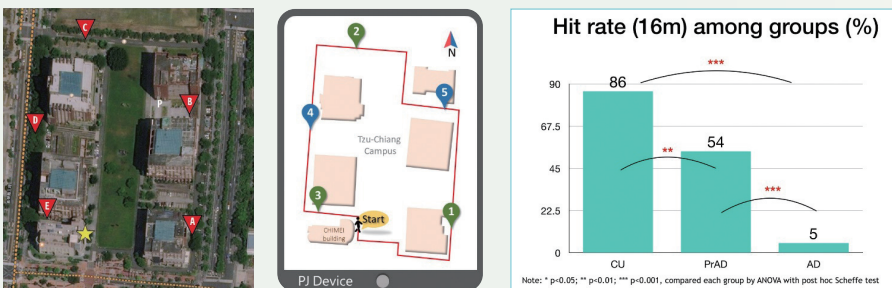 C
P
B
D
E
A
2
N
5
4
Tzu-Chiang
Campus
3
1
Start
CHIMEI
building
PJ Device
Hit rate (16m) among groups (%)
***
90
86
67.5
54
**
45
***
22.5
5
0
CU
PrAD
AD
Note: * p<0.05; ** p<0.01; *** p<0.001, compared each group by ANOVA with post hoc Scheffe test